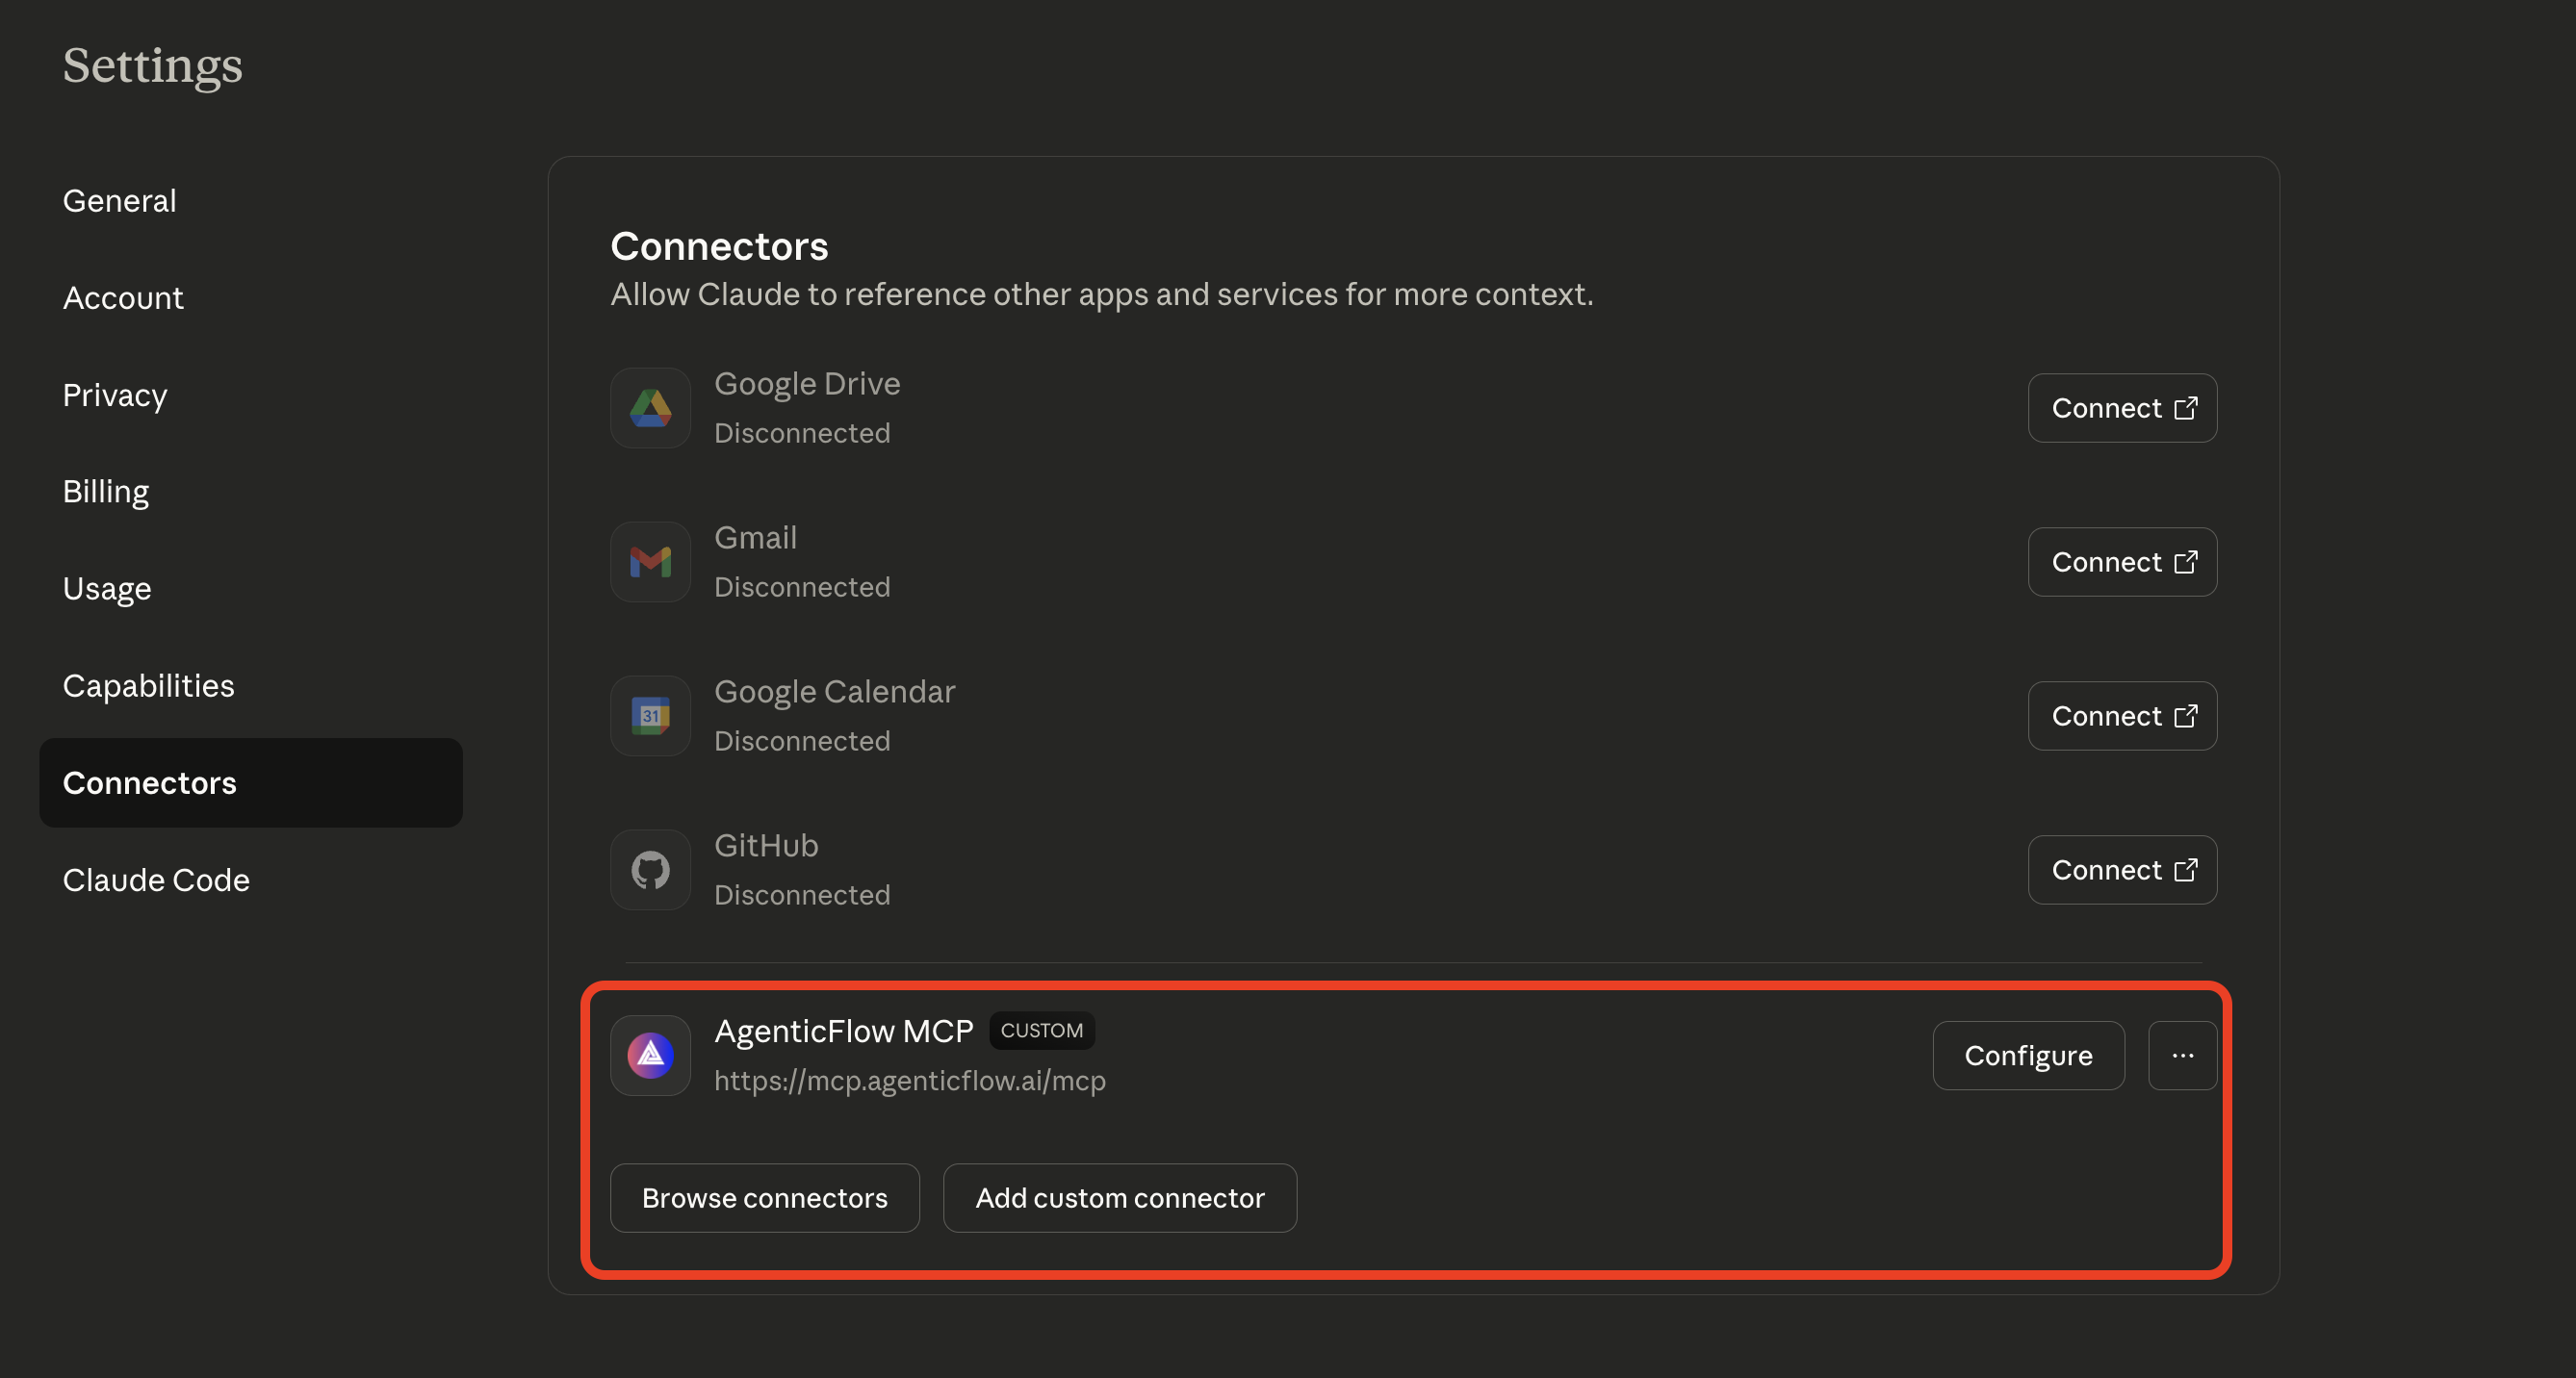 Settings
General
Account
Privacy
Billing
Usage
Capabilities
Connectors
Claude Code
Connectors
Allow Claude to reference other apps and services for more context.
Google Drive
Disconnected
Connect
Gmail
Disconnected
Connect
31
Google Calendar
Disconnected
Connect
GitHub
Disconnected
Connect
AgenticFlow MCP CUSTOM
https://mcp.agenticflow.ai/mcp
Configure ...
Browse connectors Add custom connector